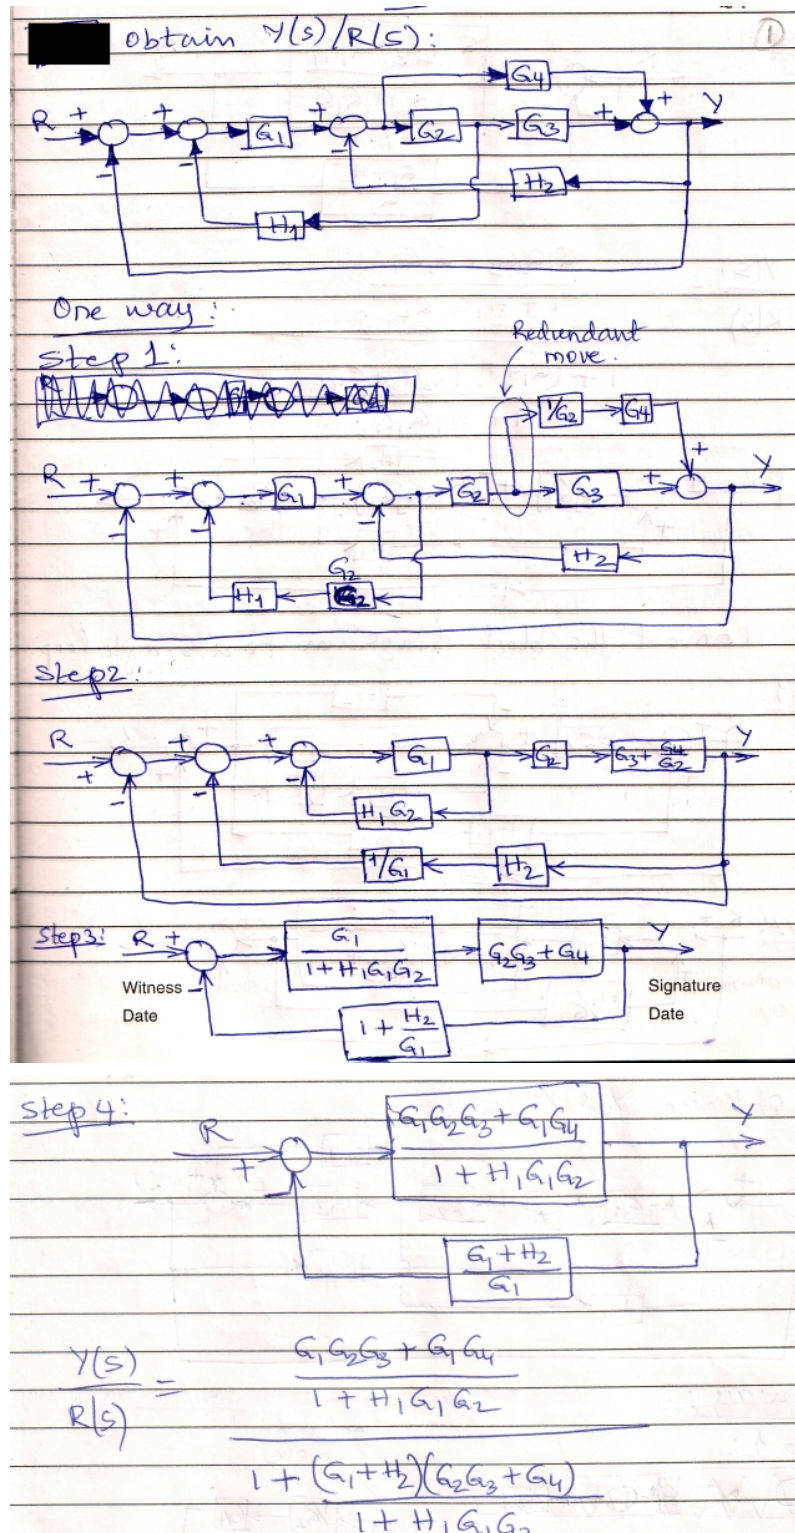 Obtain Y(s)/R(s): 1
G4
R + + G1 + G2 G3 + + Y
- - -
H2
H1
One way:
Redundant move.
Step 1:
1/G2 G4
R + + G1 + G2 G3 + + Y
- - -
H2
G2
H1
Step2:
R + + + G1 G2 G3 + G4/G2 Y
- - -
H1 G2
1/G1 H2
Step3: R + G1/(1+H1G1G2) G2G3+G4 Y
-
Witness Signature
Date Date
1 + H2/G1
Step 4:
R + (G1G2G3 + G1G4)/(1 + H1G1G2) Y
-
(G1 + H2)/G1
Y(s)/R(s) = ((G1G2G3 + G1G4)/(1 + H1G1G2))/(1 + (G1+H2)(G2G3+G4)/(1 + H1G1G2))